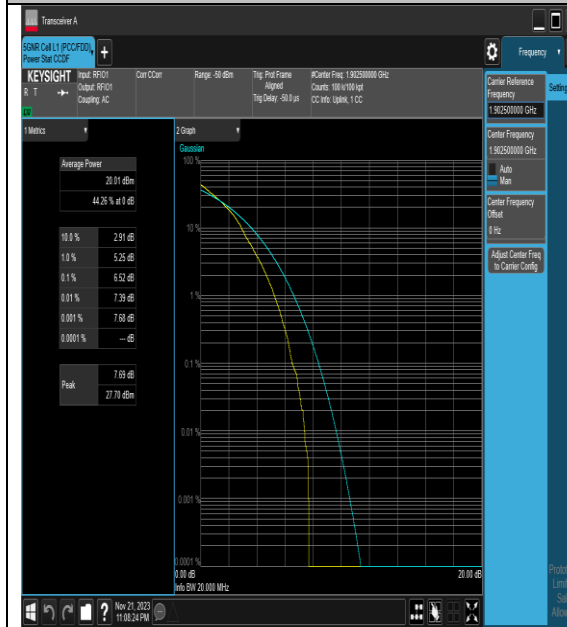 Transceiver A
5GNR Cell L1 (PCC/FDD),
Power Stat CCDF
Frequency
KEYSIGHT
R T
Input: RFIO1
Output: RFIO1
Coupling: AC
Corr CCorr
Range: -50 dBm
Trig: Prot Frame
Aligned
Trig Delay: -50.0 µs
#Center Freq: 1.902500000 GHz
Counts: 100 k/100 kpt
CC Info: Uplink, 1 CC
Carrier Reference
Frequency
1.902500000 GHz
Center Frequency
1.902500000 GHz
Auto
Man
Center Frequency
Offset
0 Hz
Adjust Center Freq
to Carrier Config
1 Metrics
Average Power
20.01 dBm
44.26 % at 0 dB
10.0 % 2.91 dB
1.0 % 5.25 dB
0.1 % 6.52 dB
0.01 % 7.39 dB
0.001 % 7.68 dB
0.0001 % --- dB
Peak 7.69 dB
27.70 dBm
2 Graph
Gaussian
100 %
10 %
1 %
0.1 %
0.01 %
0.001 %
0.0001 %
0.00 dB 20.00 dB
Info BW 20.000 MHz
Nov 21, 2023
11:08:24 PM